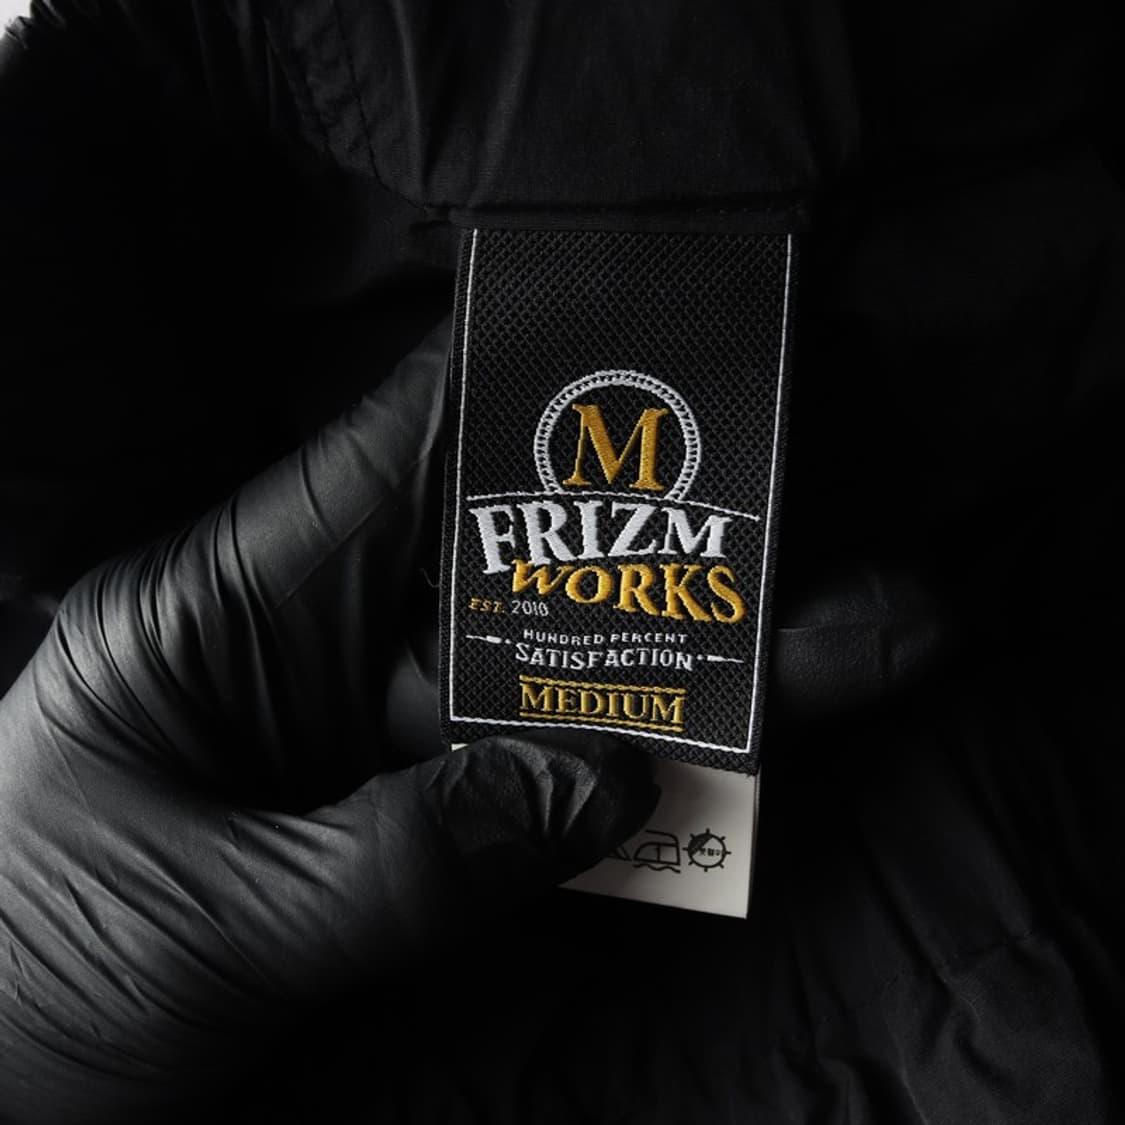 M
FRIZM
WORKS
EST. 2010
HUNDRED PERCENT
SATISFACTION
MEDIUM